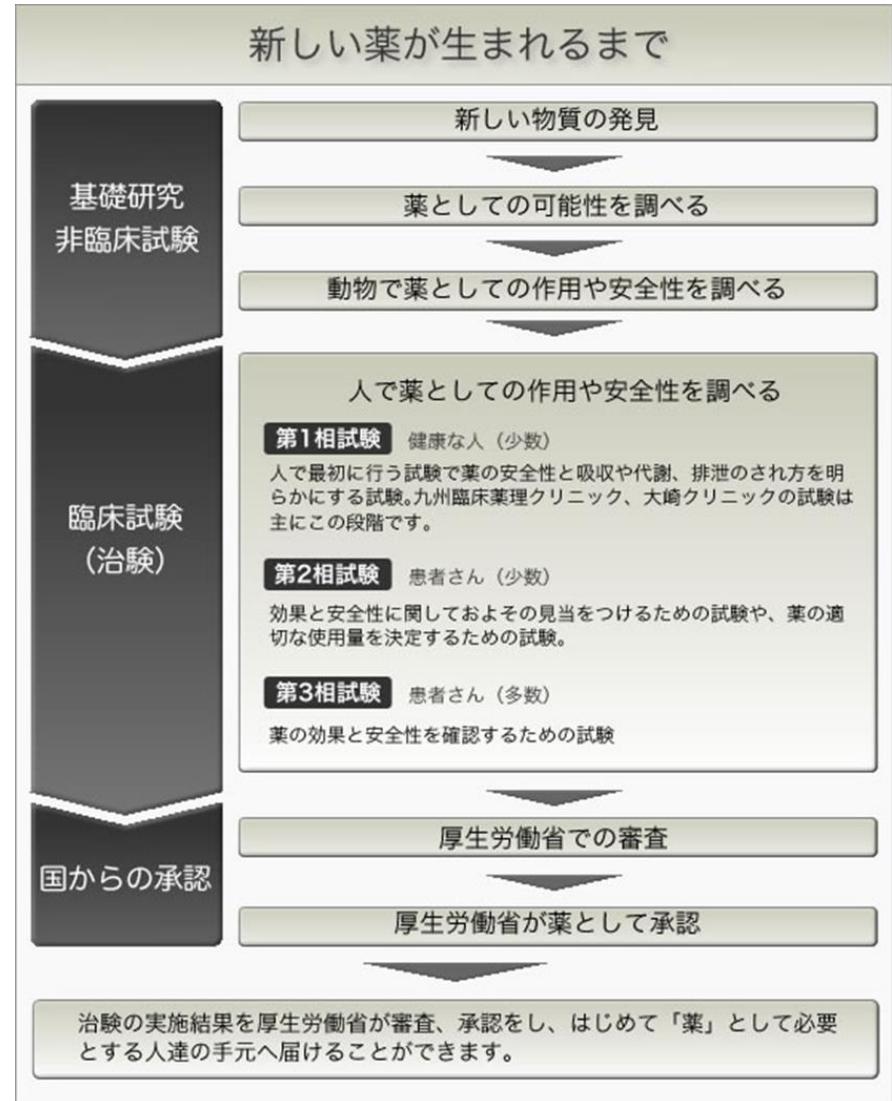 新しい薬が生まれるまで
基礎研究
非臨床試験
新しい物質の発見
薬としての可能性を調べる
動物で薬としての作用や安全性を調べる
臨床試験
（治験）
人で薬としての作用や安全性を調べる
第1相試験 健康な人（少数）
人で最初に行う試験で薬の安全性と吸収や代謝、排泄のされ方を明
らかにする試験。九州臨床薬理クリニック、大崎クリニックの試験は
主にこの段階です。
第2相試験 患者さん（少数）
効果と安全性に関しておよその見当をつけるための試験や、薬の適
切な使用量を決定するための試験。
第3相試験 患者さん（多数）
薬の効果と安全性を確認するための試験
国からの承認
厚生労働省での審査
厚生労働省が薬として承認
治験の実施結果を厚生労働省が審査、承認をし、はじめて「薬」として必要
とする人達の手元へ届けることができます。